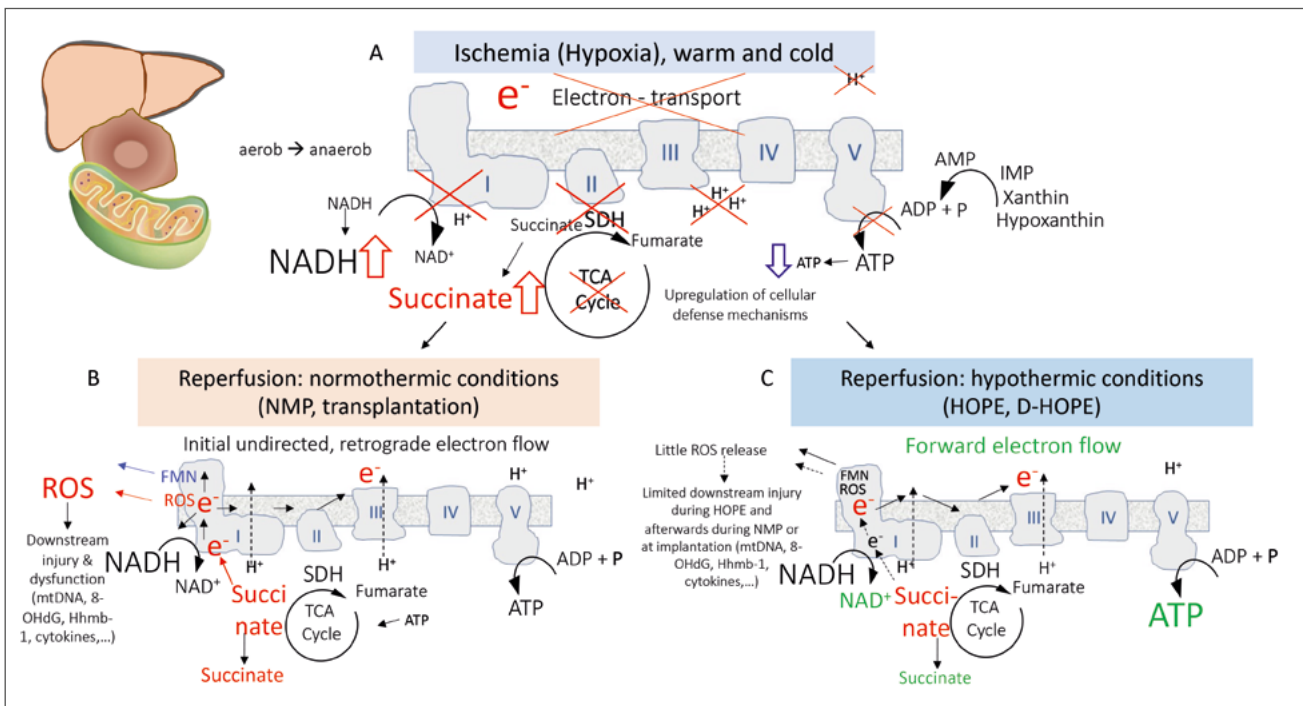 A
Ischemia (Hypoxia), warm and cold
H⁺
e⁻
Electron - transport
aerob → anaerob
I
II
III
IV
V
AMP
IMP
Xanthin
Hypoxanthin
ADP + P
NADH
H⁺
H⁺
H⁺
H⁺
Succinate
SDH
Fumarate
NADH
NAD⁺
ATP
ATP
Succinate
TCA
Cycle
Upregulation of cellular
defense mechanisms
B
Reperfusion: normothermic conditions
(NMP, transplantation)
Initial undirected, retrograde electron flow
FMN
ROS
ROS
e⁻
e⁻
e⁻
H⁺
H⁺
I
II
III
IV
V
Downstream
injury &
dysfunction
(mtDNA, 8-
OHdG, Hhmb-
1, cytokines,...)
NADH
NAD⁺
H⁺
H⁺
SDH
Fumarate
ADP + P
ATP
Succi
nate
TCA
Cycle
ATP
Succinate
C
Reperfusion: hypothermic conditions
(HOPE, D-HOPE)
Little ROS release
Forward electron flow
FMN
ROS
e⁻
e⁻
e⁻
H⁺
I
II
III
IV
V
Limited downstream injury
during HOPE and
afterwards during NMP or
at implantation (mtDNA, 8-
OHdG, Hhmb-1,
cytokines,...)
NADH
NAD⁺
H⁺
H⁺
SDH
Fumarate
ADP + P
ATP
Succi-
nate
TCA
Cycle
Succinate